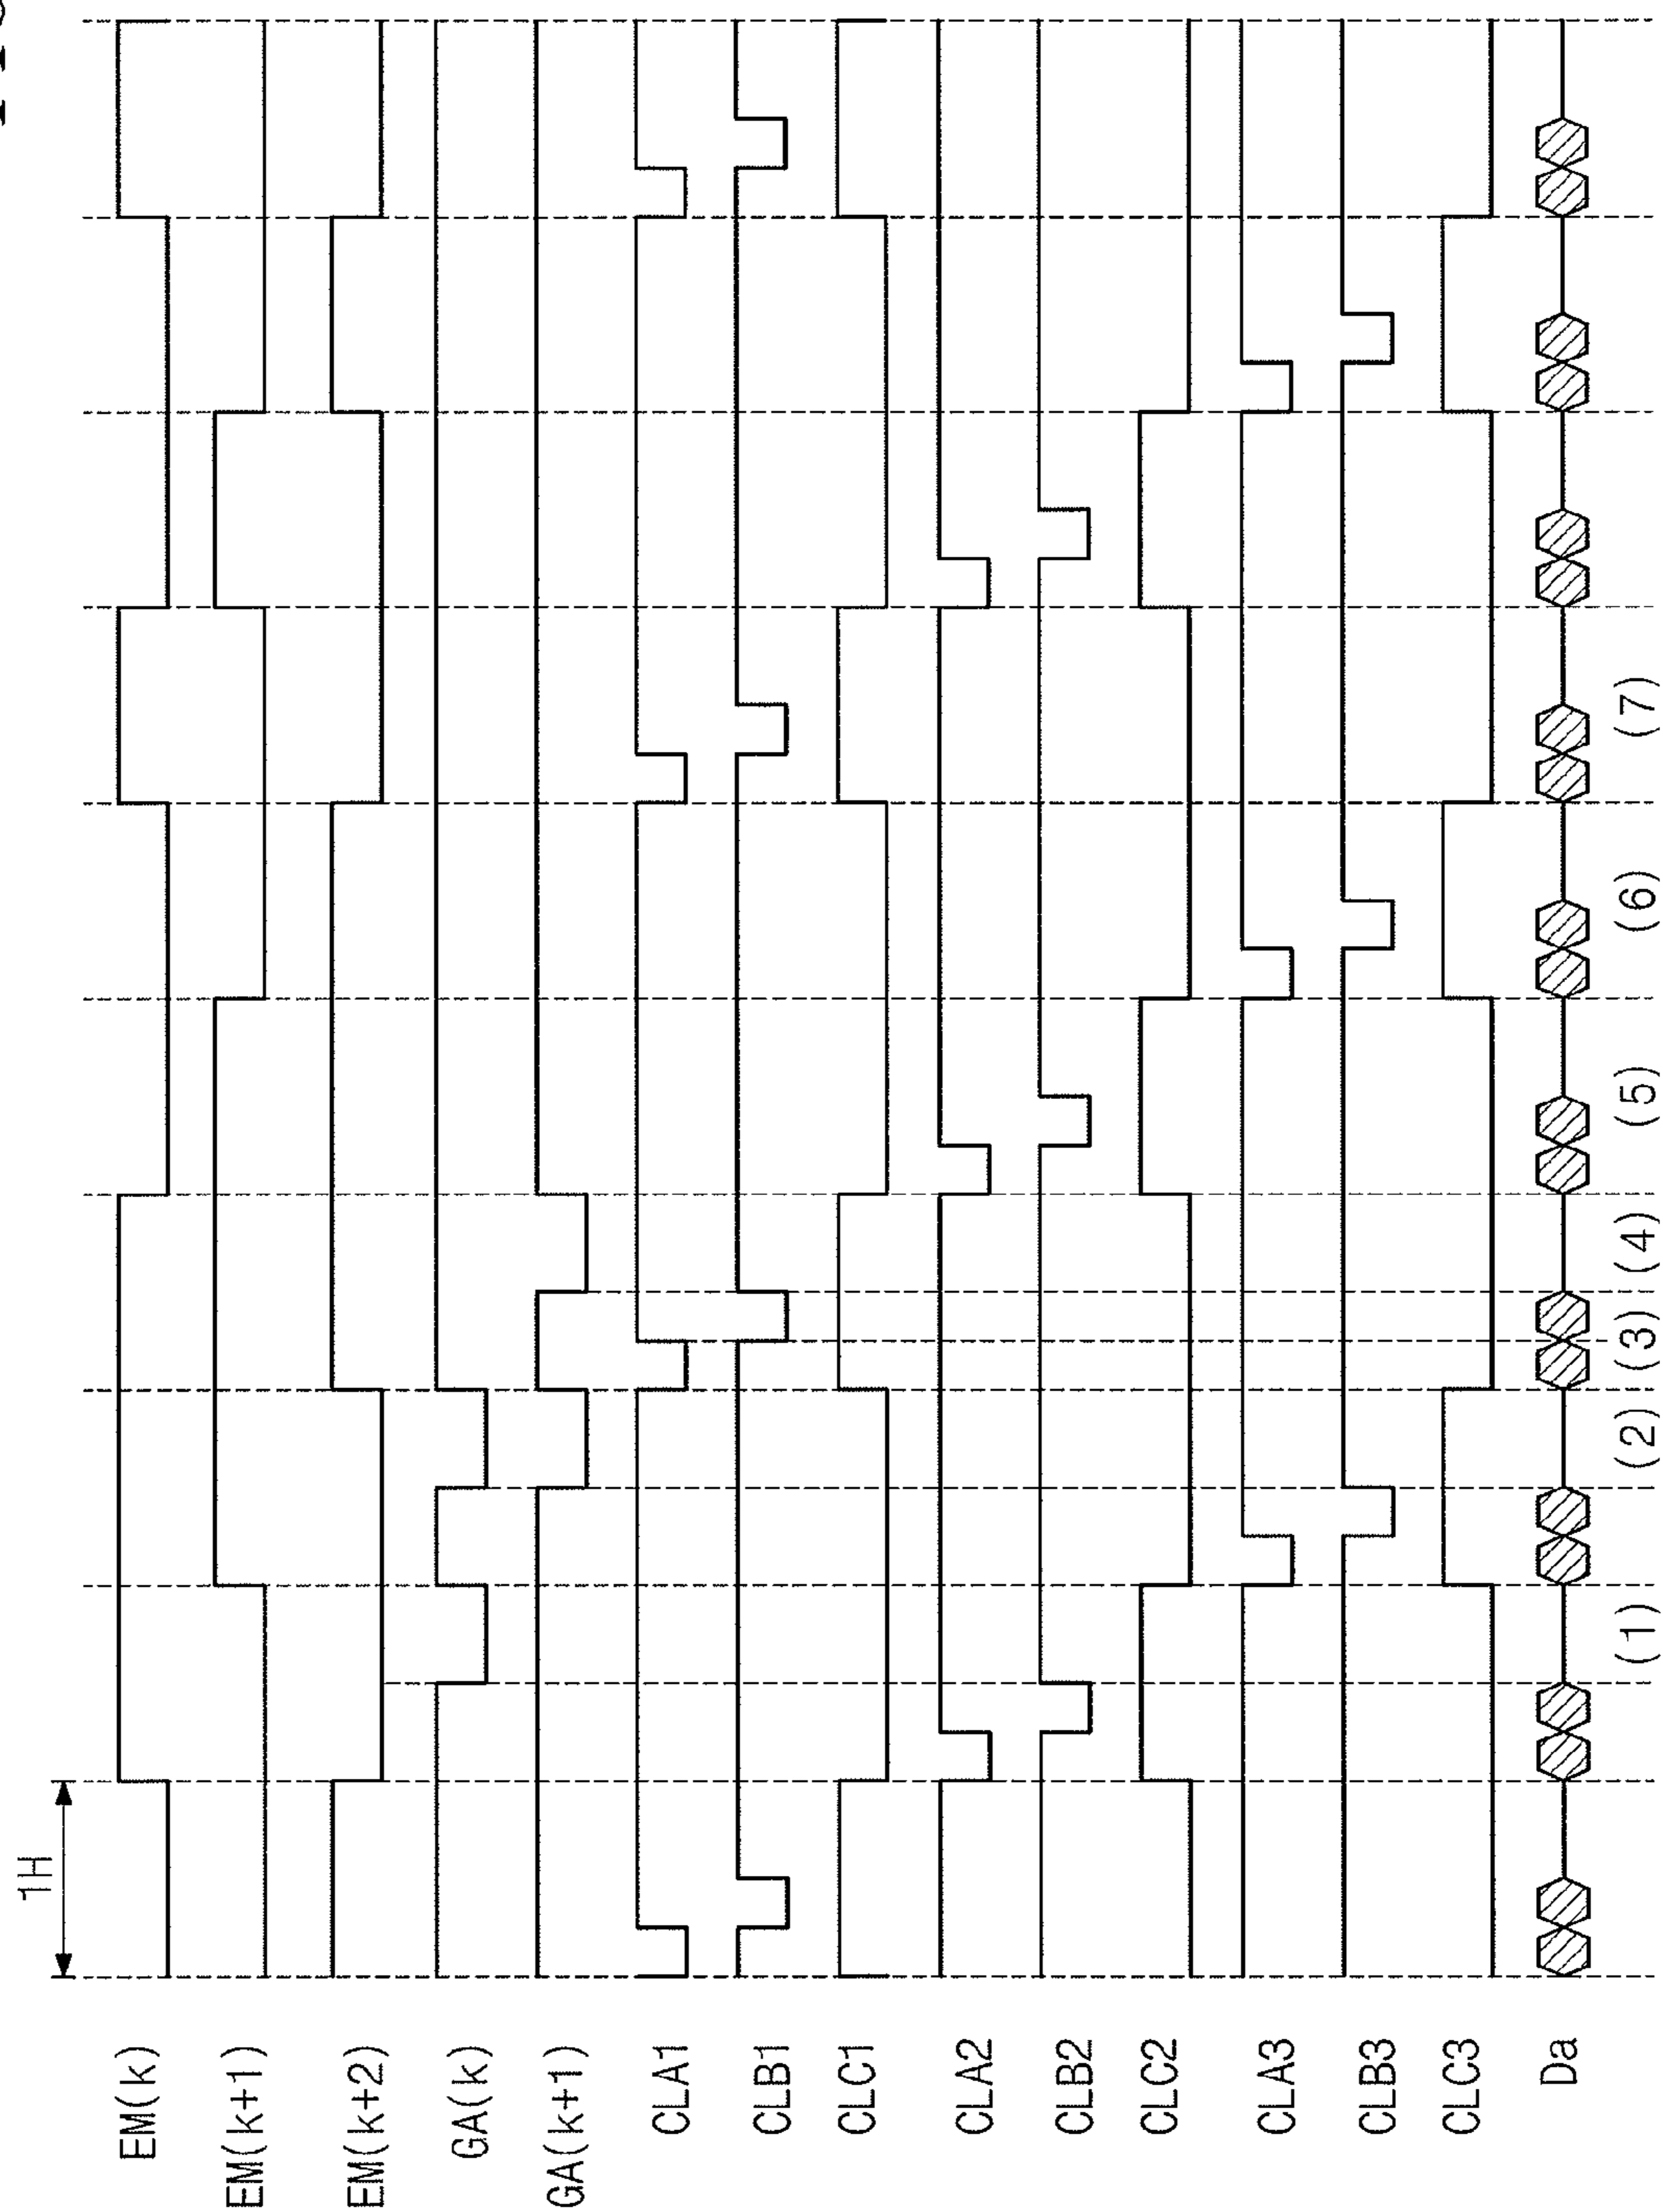 1H
EM(k)
EM(k+1)
EM(k+2)
GA(k)
GA(k+1)
CLA1
CLB1
CLC1
CLA2
CLB2
CLC2
CLA3
CLB3
CLC3
Da
(1) (2) (3) (4) (5) (6) (7)